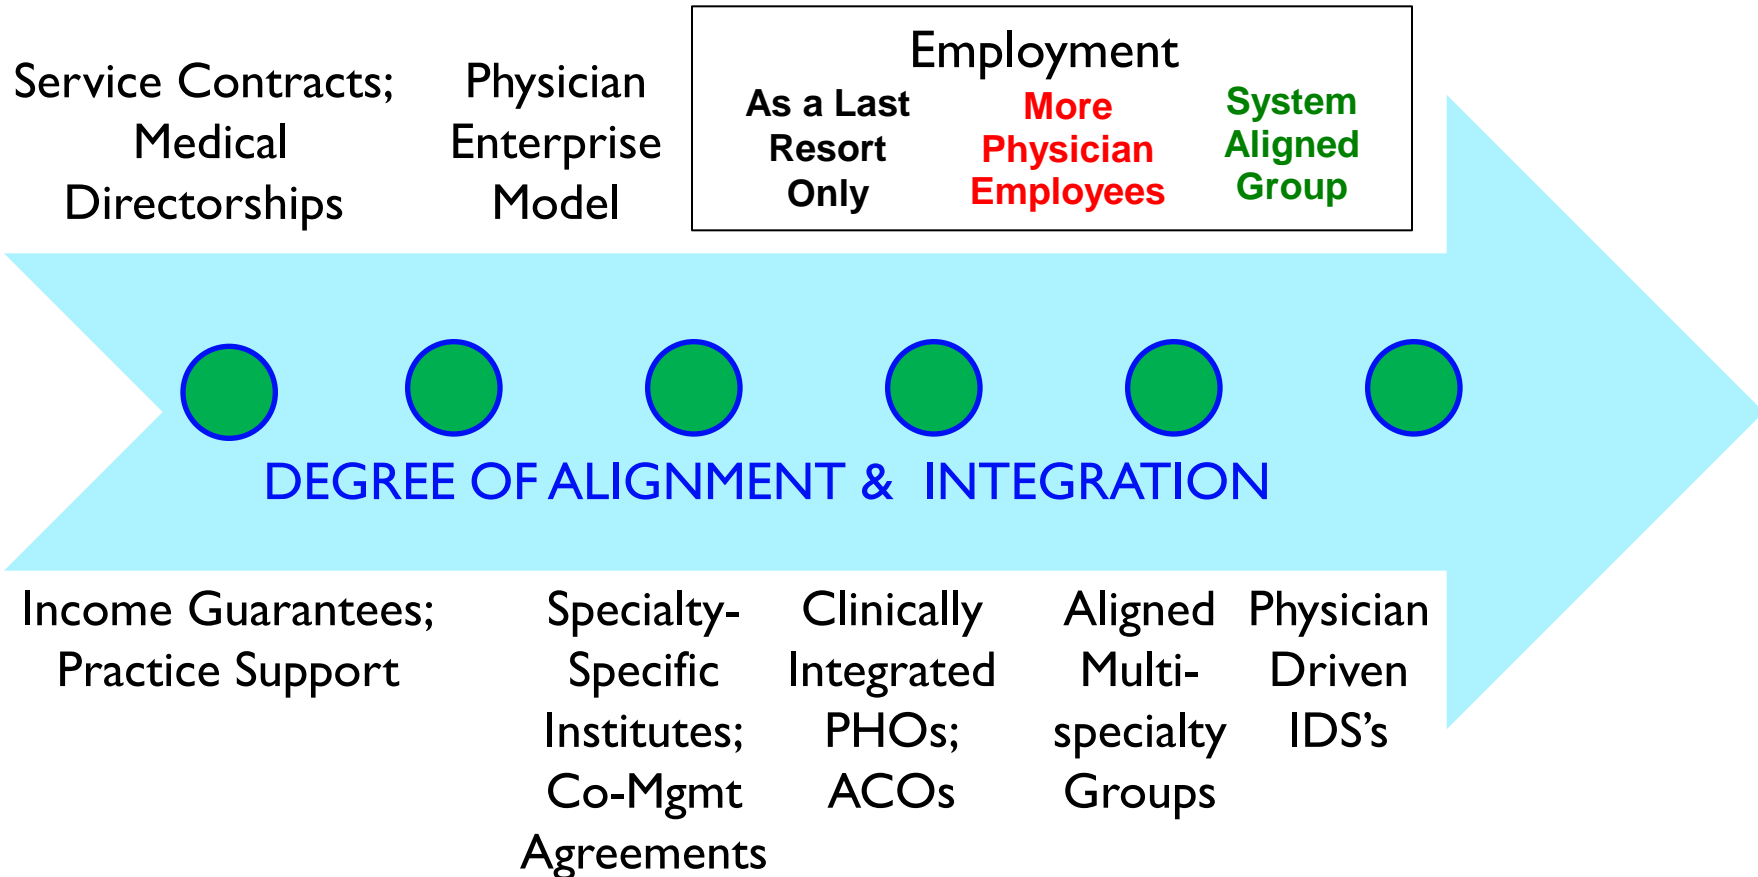 Service Contracts;
Medical
Directorships
Physician
Enterprise
Model
Employment
As a Last
Resort
Only
More
Physician
Employees
System
Aligned
Group
DEGREE OF ALIGNMENT & INTEGRATION
Income Guarantees;
Practice Support
Specialty-
Specific
Institutes;
Co-Mgmt
Agreements
Clinically
Integrated
PHOs;
ACOs
Aligned
Multi-
specialty
Groups
Physician
Driven
IDS’s